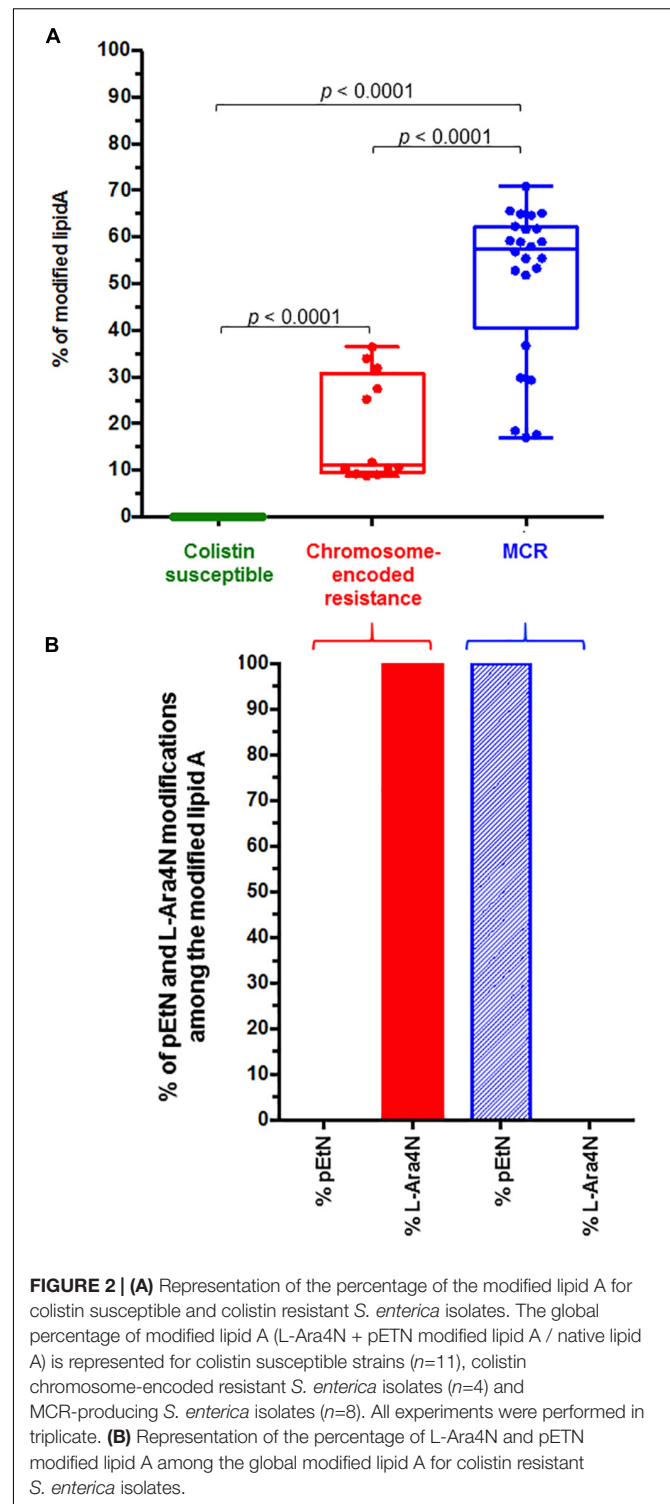 A
100
90
80
70
60
50
40
30
20
10
0
% of modified lipidA
p < 0.0001
p < 0.0001
p < 0.0001
Colistin
susceptible
Chromosome-
encoded
resistance
MCR
B
100
90
80
70
60
50
40
30
20
10
0
% of pEtN and L-Ara4N modifications
among the modified lipid A
% pEtN
% L-Ara4N
% pEtN
% L-Ara4N
FIGURE 2 | (A) Representation of the percentage of the modified lipid A for
colistin susceptible and colistin resistant S. enterica isolates. The global
percentage of modified lipid A (L-Ara4N + pETN modified lipid A / native lipid
A) is represented for colistin susceptible strains (n=11), colistin
chromosome-encoded resistant S. enterica isolates (n=4) and
MCR-producing S. enterica isolates (n=8). All experiments were performed in
triplicate. (B) Representation of the percentage of L-Ara4N and pETN
modified lipid A among the global modified lipid A for colistin resistant
S. enterica isolates.